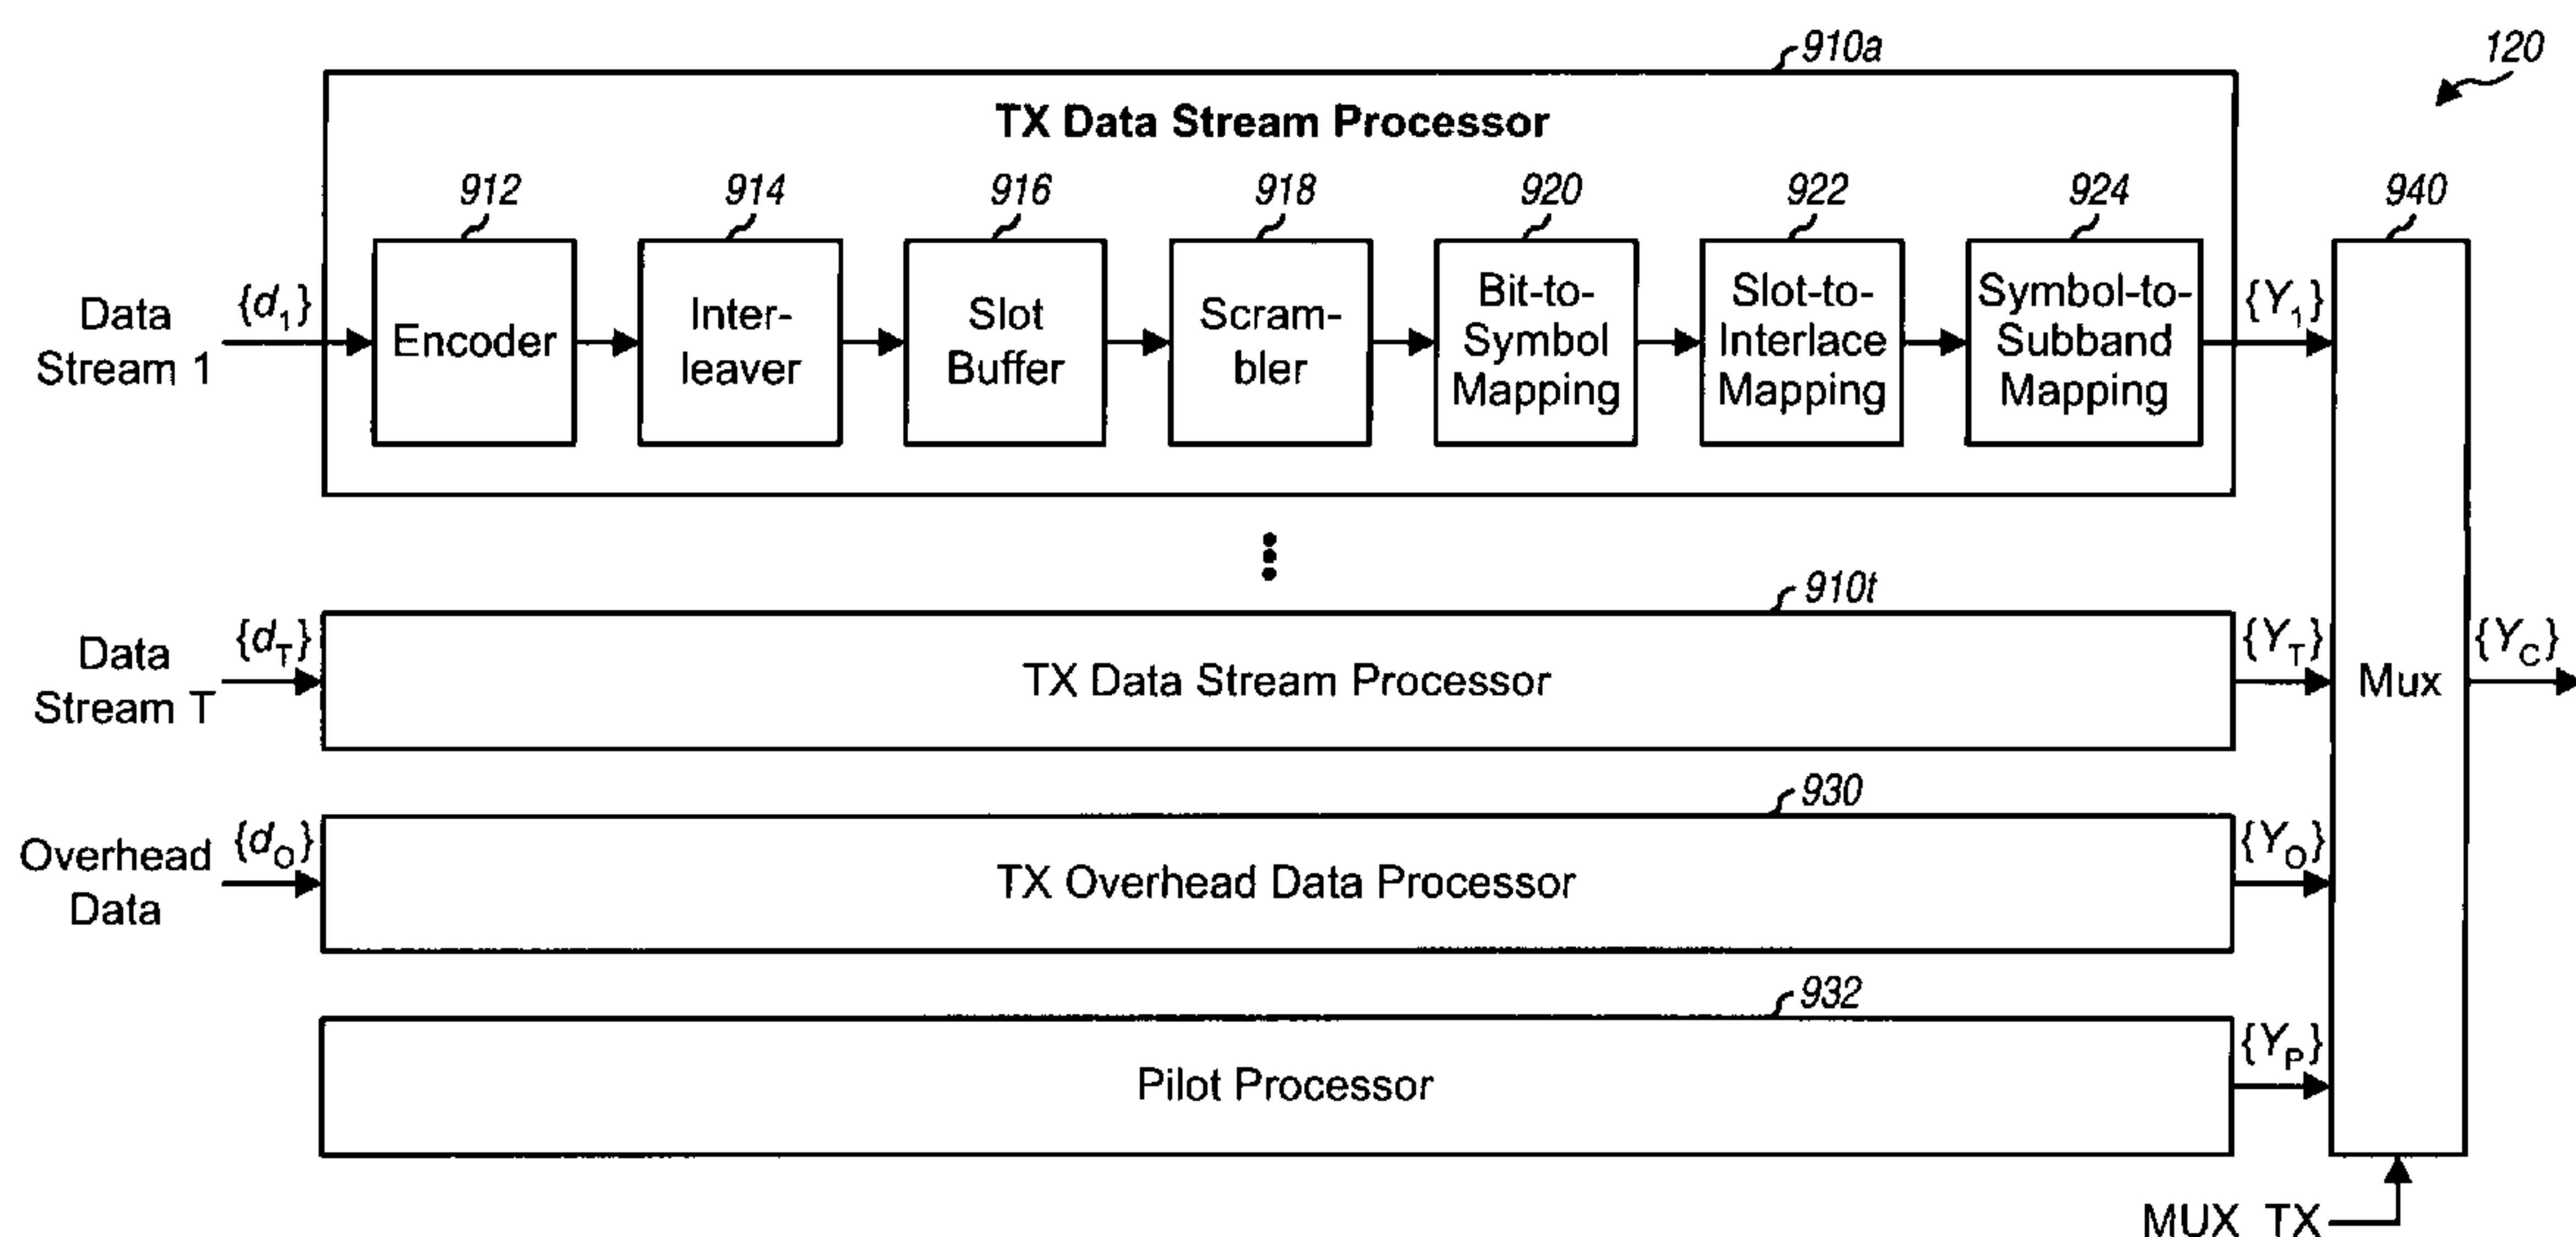 910a
120
TX Data Stream Processor
912
914
916
918
920
922
924
940
Data
Stream 1
{d1}
Encoder
Inter-
leaver
Slot
Buffer
Scram-
bler
Bit-to-
Symbol
Mapping
Slot-to-
Interlace
Mapping
Symbol-to-
Subband
Mapping
{Y1}
910t
Data
Stream T
{dT}
TX Data Stream Processor
{YT}
Mux
{YC}
930
Overhead
Data
{dO}
TX Overhead Data Processor
{YO}
932
Pilot Processor
{YP}
MUX_TX